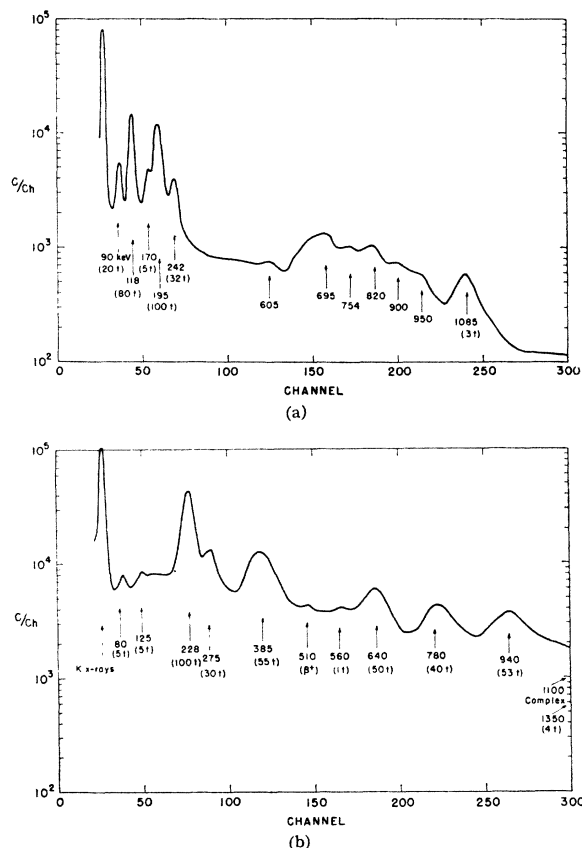 10^5
10^4
C/Ch
10^3
10^2
90 keV
(20 t)
118
(80 t)
170
(5 t)
195
(100 t)
242
(32 t)
605
695
754
820
900
950
1085
(3 t)
0 50 100 150 200 250 300
CHANNEL
(a)
10^5
10^4
C/Ch
10^3
10^2
K x-rays
80
(5 t)
125
(5 t)
228
(100 t)
275
(30 t)
385
(55 t)
510
(β+)
560
640
(50 t)
780
(40 t)
940
(53 t)
1100
Complex
1350
(4 t)
0 50 100 150 200 250 300
CHANNEL
(b)